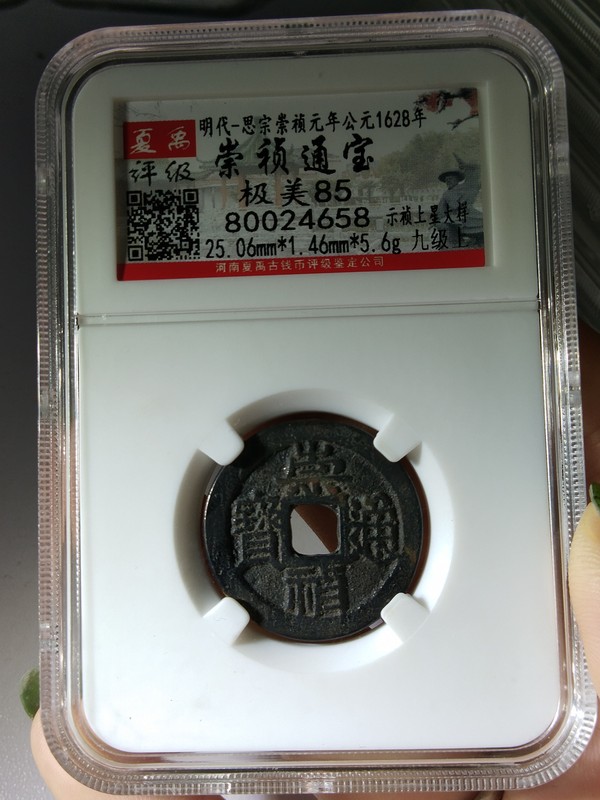 夏禹
评级
明代-思宗崇祯元年公元1628年
崇祯通宝
极美85
80024658
示祯上星大样
25.06mm*1.46mm*5.6g 九级上
河南夏禹古钱币评级鉴定公司
崇禎通寶